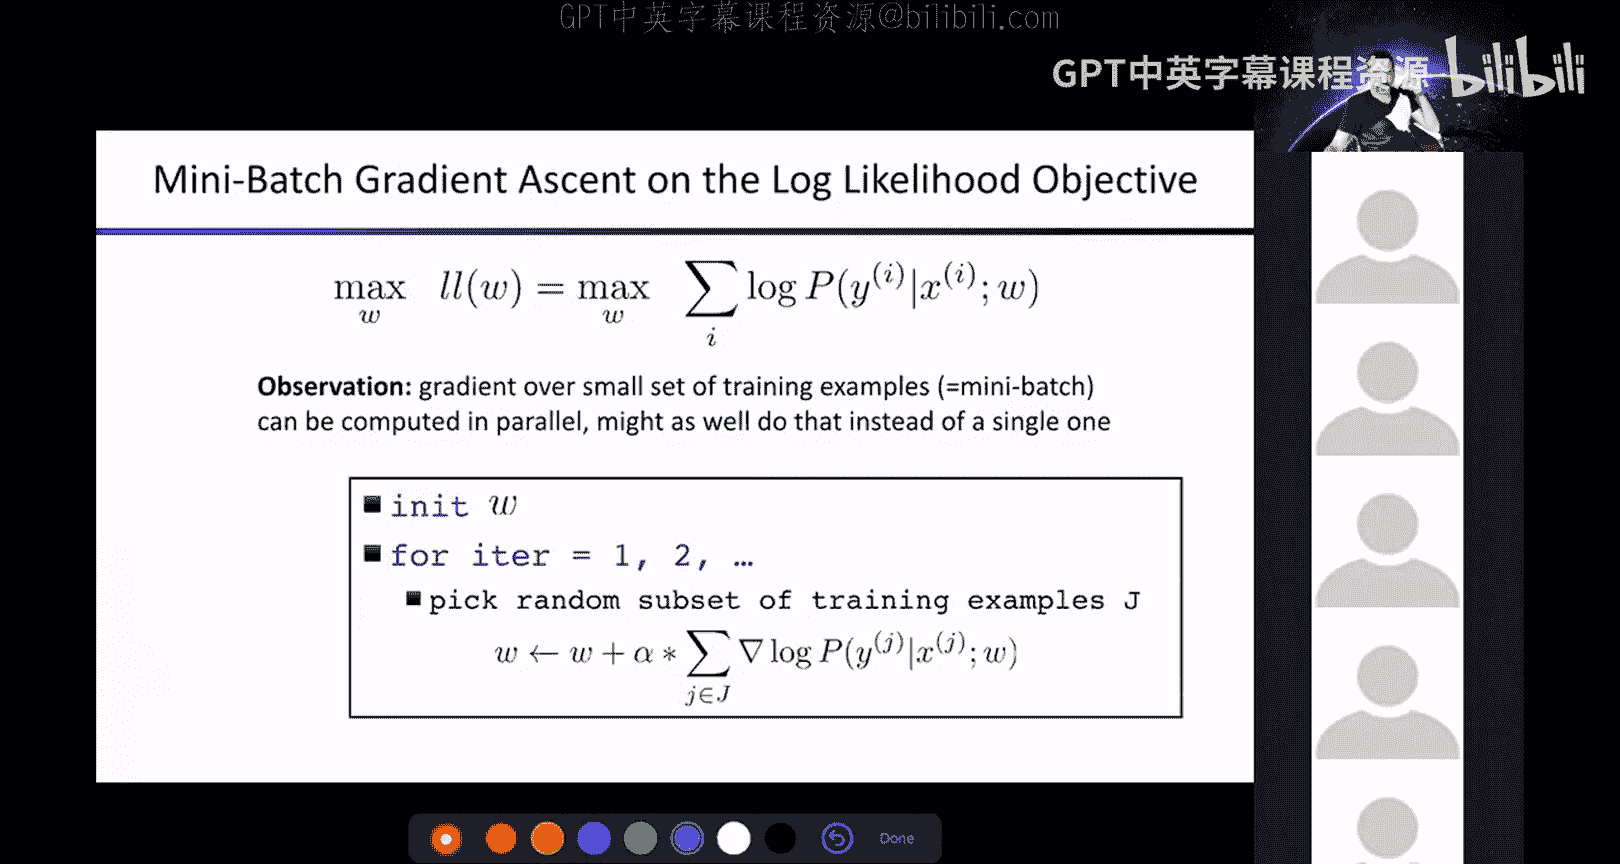 GPT中英字幕课程资源@bilibili.com
GPT中英字幕课程资源 bilibili
Mini-Batch Gradient Ascent on the Log Likelihood Objective
max_w ll(w) = max_w ∑_i log P(y^(i)|x^(i); w)
Observation: gradient over small set of training examples (=mini-batch)
can be computed in parallel, might as well do that instead of a single one
init w
for iter = 1, 2, …
pick random subset of training examples J
w ← w + α * ∑_{j∈J} ∇ log P(y^(j)|x^(j); w)
Done